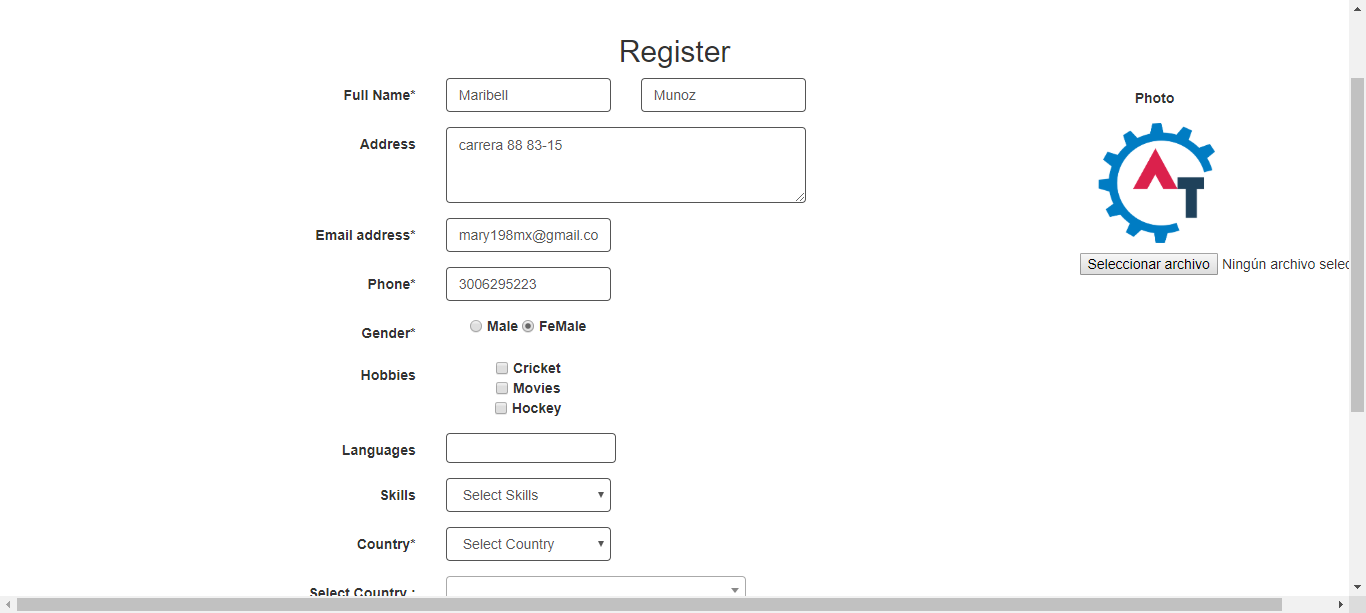 Register
Full Name* Maribell Munoz
Photo
Address carrera 88 83-15
AT
Email address* mary198mx@gmail.co
Seleccionar archivo Ningún archivo selec
Phone* 3006295223
Gender* Male FeMale
Hobbies Cricket
Movies
Hockey
Languages
Skills Select Skills
Country* Select Country
Select Country :